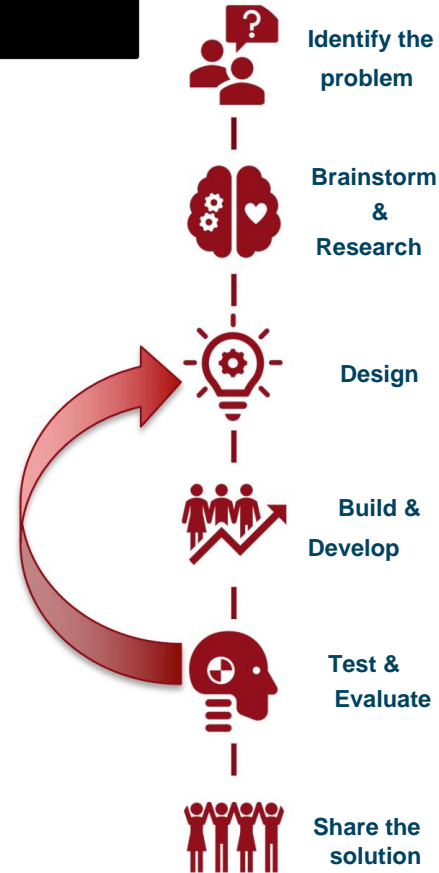 ?
Identify the
problem
Brainstorm
&
Research
Design
Build &
Develop
Test &
Evaluate
Share the
solution